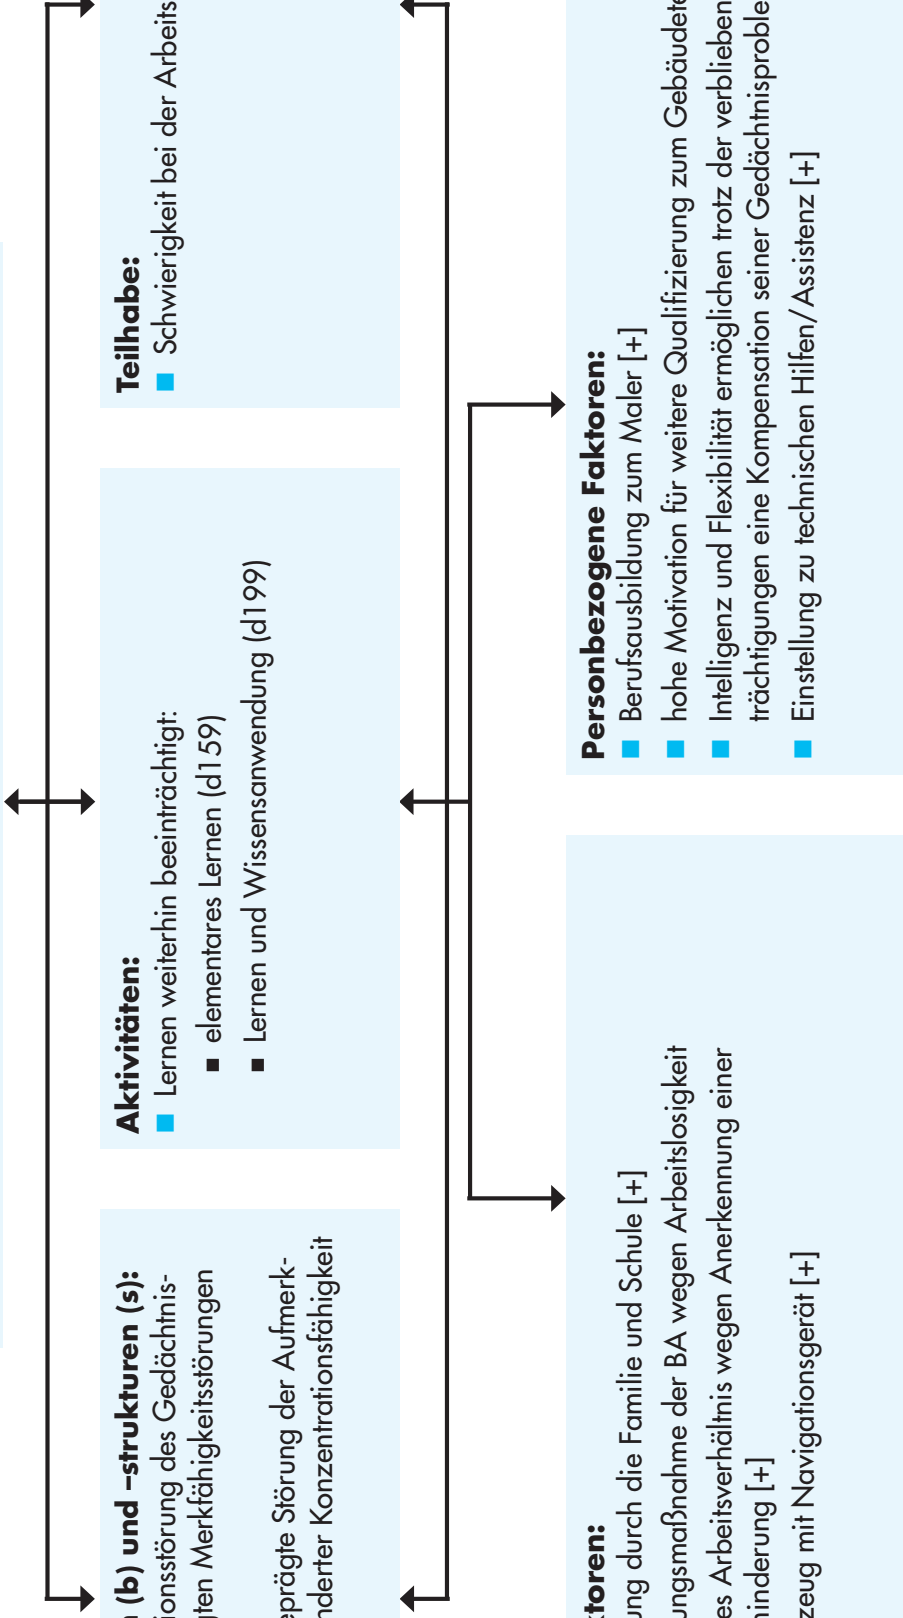 n (b) und –strukturen (s):
ionsstörung des Gedächtnis-
gten Merkfähigkeitsstörungen
eprägte Störung der Aufmerk-
nderter Konzentrationsfähigkeit
Aktivitäten:
■ Lernen weiterhin beeinträchtigt:
■ elementares Lernen (d159)
■ Lernen und Wissensanwendung (d199)
Teilhabe:
■ Schwierigkeit bei der Arbeits
ktoren:
ung durch die Familie und Schule [+]
ungsmaßnahme der BA wegen Arbeitslosigkeit
es Arbeitsverhältnis wegen Anerkennung einer
hinderung [+]
zeug mit Navigationsgerät [+]
Personbezogene Faktoren:
■ Berufsausbildung zum Maler [+]
■ hohe Motivation für weitere Qualifizierung zum Gebäudete
■ Intelligenz und Flexibilität ermöglichen trotz der verblieben
trächtigungen eine Kompensation seiner Gedächtnisproble
■ Einstellung zu technischen Hilfen/Assistenz [+]